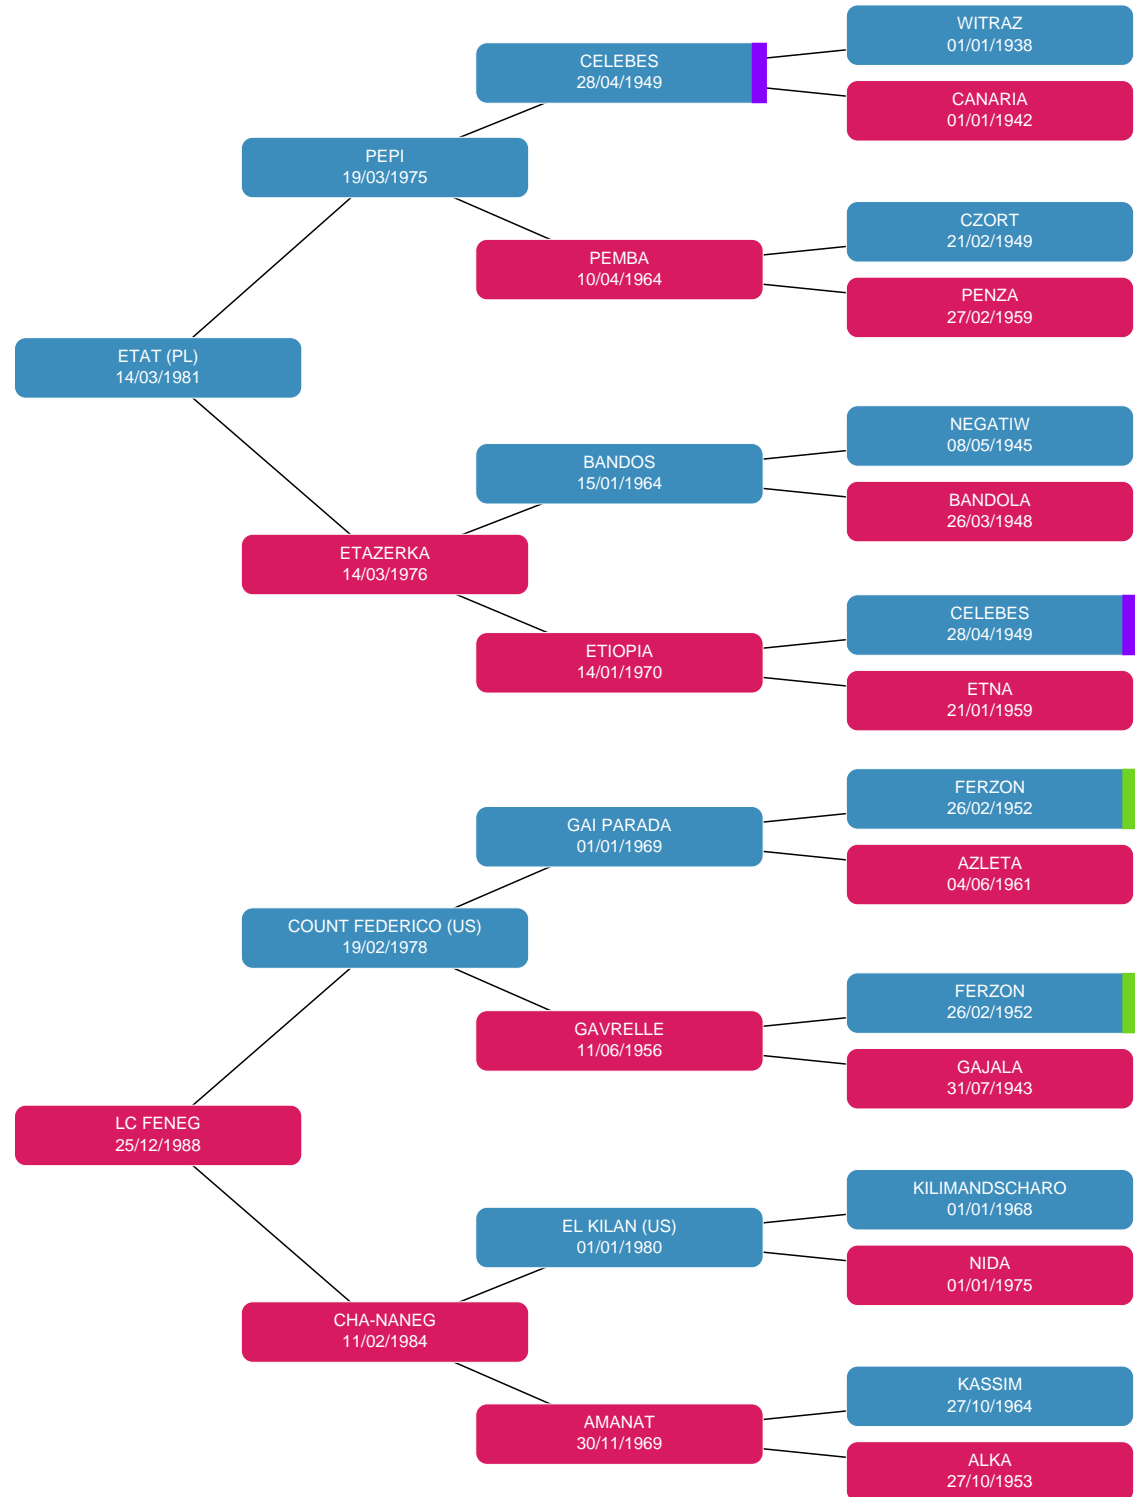 WITRAZ
01/01/1938
CELEBES
28/04/1949
CANARIA
01/01/1942
PEPI
19/03/1975
CZORT
21/02/1949
PEMBA
10/04/1964
PENZA
27/02/1959
ETAT (PL)
14/03/1981
NEGATIW
08/05/1945
BANDOS
15/01/1964
BANDOLA
26/03/1948
ETAZERKA
14/03/1976
CELEBES
28/04/1949
ETIOPIA
14/01/1970
ETNA
21/01/1959
FERZON
26/02/1952
GAI PARADA
01/01/1969
AZLETA
04/06/1961
COUNT FEDERICO (US)
19/02/1978
FERZON
26/02/1952
GAVRELLE
11/06/1956
GAJALA
31/07/1943
LC FENEG
25/12/1988
KILIMANDSCHARO
01/01/1968
EL KILAN (US)
01/01/1980
NIDA
01/01/1975
CHA-NANEG
11/02/1984
KASSIM
27/10/1964
AMANAT
30/11/1969
ALKA
27/10/1953